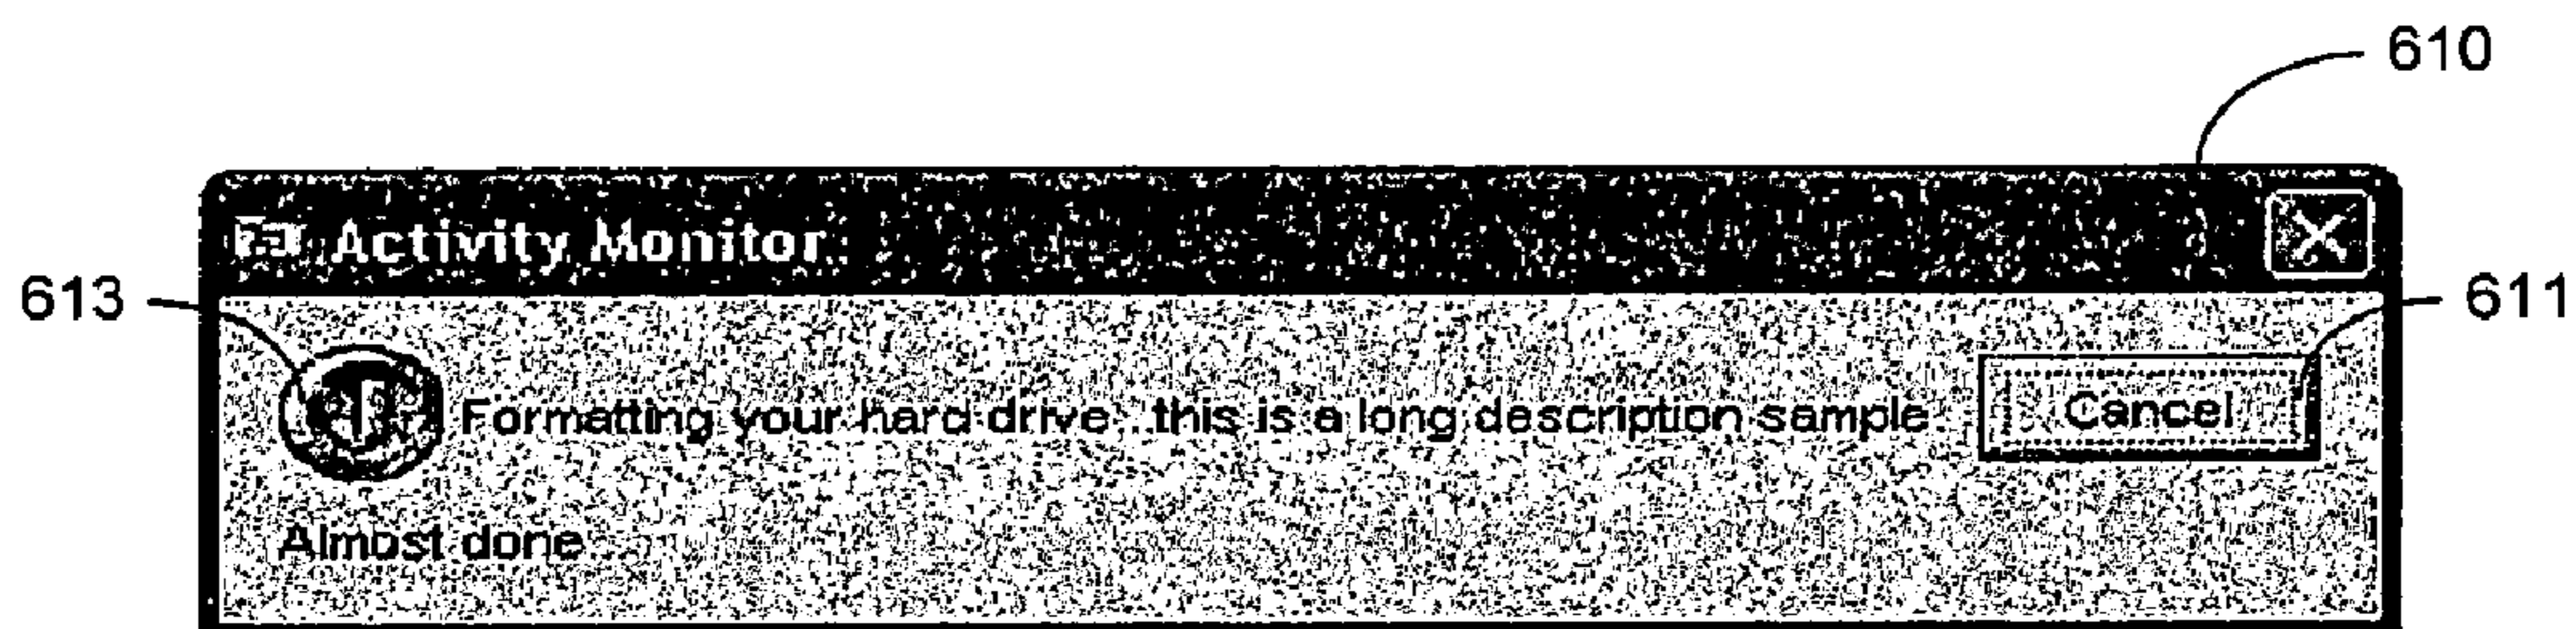 610
Activity Monitor
613
611
Formatting your hard drive...this is a long description sample.
Cancel
Almost done...